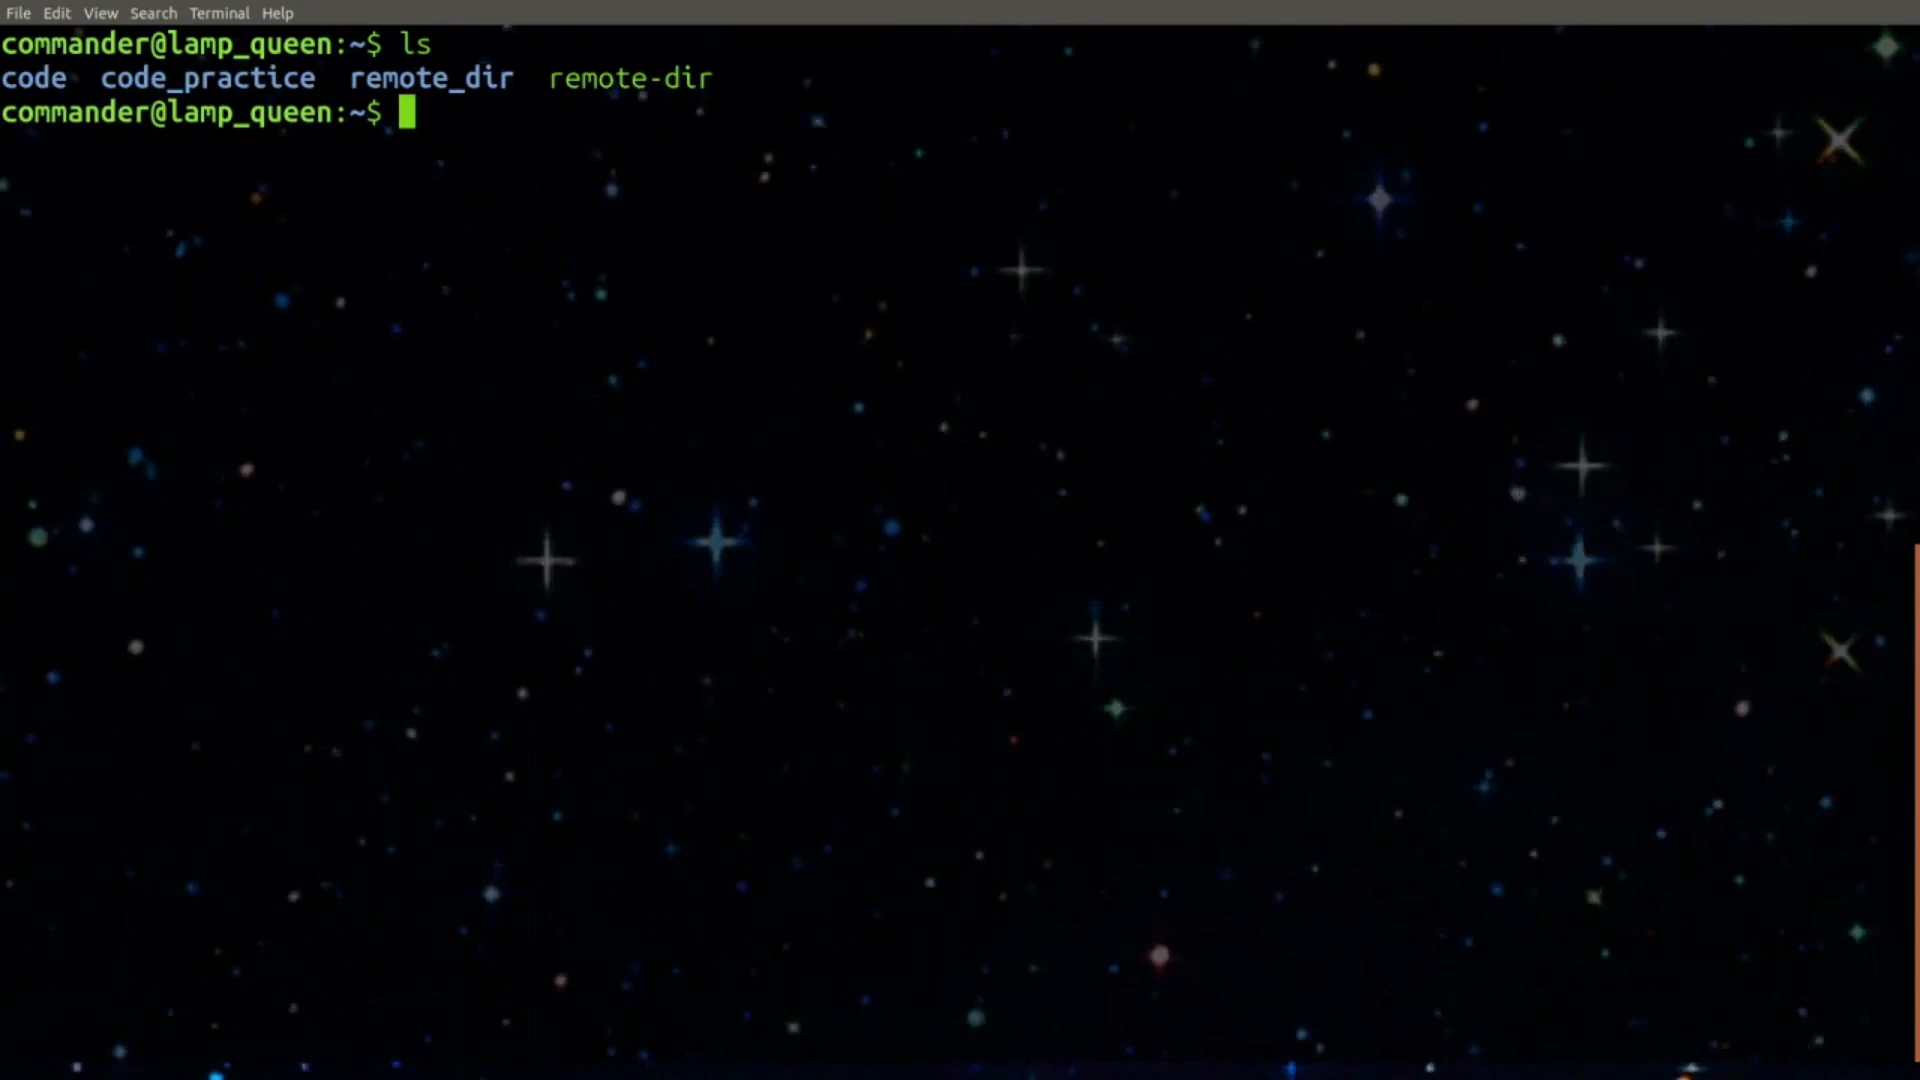 File Edit View Search Terminal Help
commander@lamp_queen:~$ ls
code code_practice remote_dir remote-dir
commander@lamp_queen:~$